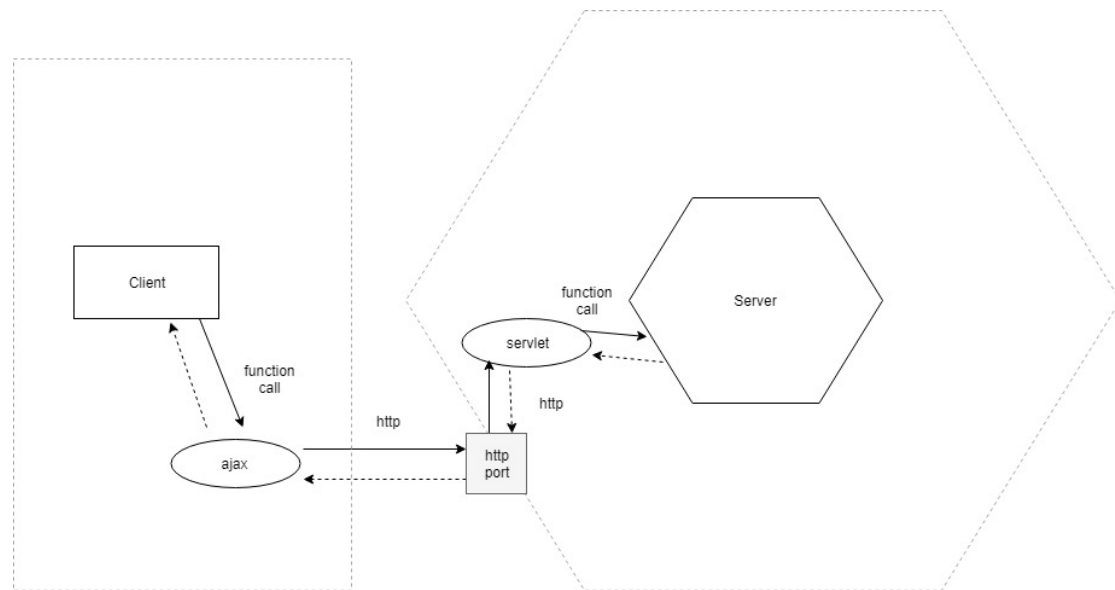 Client
function
call
ajax
http
http
port
http
servlet
function
call
Server